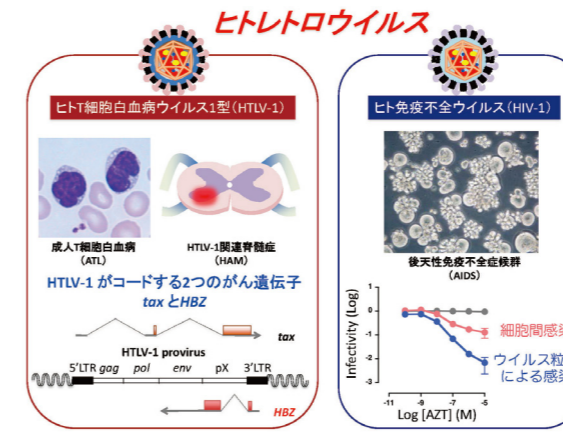 ヒトレトロウイルス
ヒトT細胞白血病ウイルス1型(HTLV-1)
成人T細胞白血病
(ATL)
HTLV-1関連脊髄症
(HAM)
HTLV-1 がコードする2つのがん遺伝子
tax とHBZ
tax
HTLV-1 provirus
5'LTR gag pol env pX 3'LTR
HBZ
ヒト免疫不全ウイルス(HIV-1)
後天性免疫不全症候群
(AIDS)
Infectivity (Log)
1
0
-1
-2
-3
細胞間感染
ウイルス粒
による感染
-11 -9 -7 -5
Log [AZT] (M)